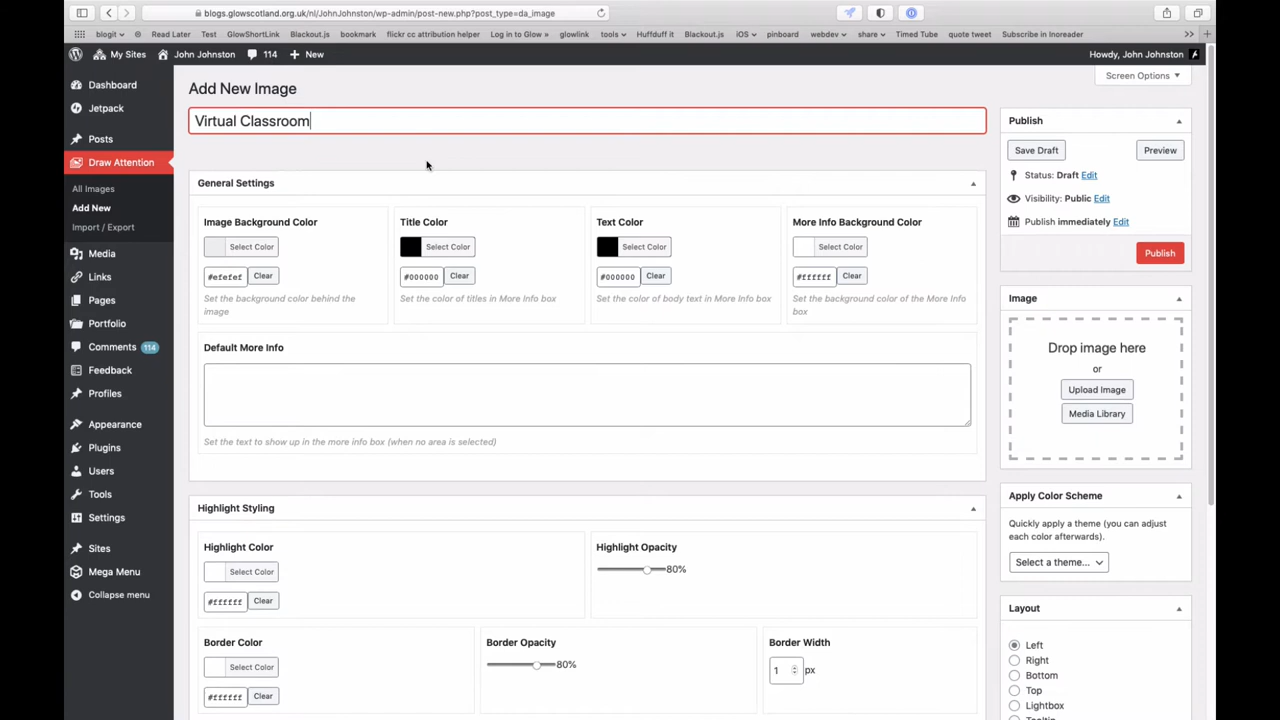 blogs.glowscotland.org.uk/nl/JohnJohnston/wp-admin/post-new.php?post_type=da_image
blogit Read Later Test GlowShortLink Blackout.js bookmark flickr cc attribution helper Log in to Glow » glowlink tools Huffduff it Blackout.js iOS pinboard webdev share Timed Tube quote tweet Subscribe in Inoreader
My Sites John Johnston 114 New Howdy, John Johnston
Screen Options
Dashboard
Jetpack
Posts
Draw Attention
All Images
Add New
Import / Export
Media
Links
Pages
Portfolio
Comments 114
Feedback
Profiles
Appearance
Plugins
Users
Tools
Settings
Sites
Mega Menu
Collapse menu
Add New Image
Virtual Classroom
General Settings
Image Background Color
Select Color
#efefef Clear
Set the background color behind the
image
Title Color
Select Color
#000000 Clear
Set the color of titles in More Info box
Text Color
Select Color
#000000 Clear
Set the color of body text in More Info box
More Info Background Color
Select Color
#ffffff Clear
Set the background color of the More Info
box
Default More Info
Set the text to show up in the more info box (when no area is selected)
Highlight Styling
Highlight Color
Select Color
#ffffff Clear
Highlight Opacity
80%
Border Color
Select Color
#ffffff Clear
Border Opacity
80%
Border Width
1 px
Publish
Save Draft Preview
Status: Draft Edit
Visibility: Public Edit
Publish immediately Edit
Publish
Image
Drop image here
or
Upload Image
Media Library
Apply Color Scheme
Quickly apply a theme (you can adjust
each color afterwards).
Select a theme...
Layout
Left
Right
Bottom
Top
Lightbox